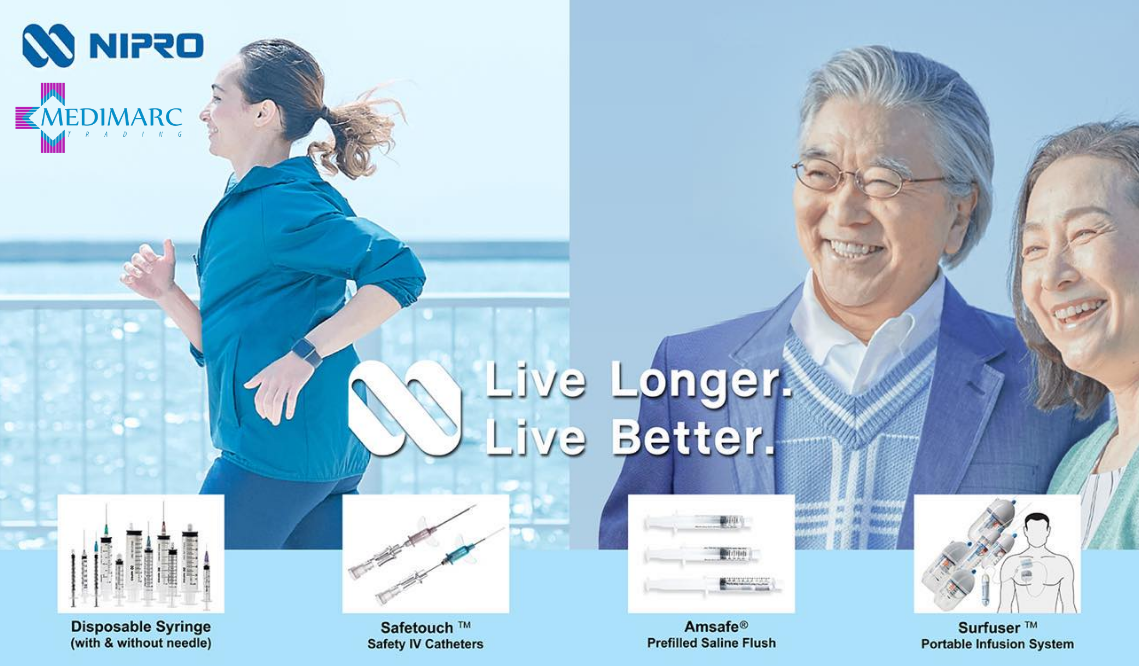 NIPRO
MEDIMARC
TRADING
Live Longer.
Live Better.
Disposable Syringe
(with & without needle)
Safetouch ™
Safety IV Catheters
Amsafe®
Prefilled Saline Flush
Surfuser ™
Portable Infusion System